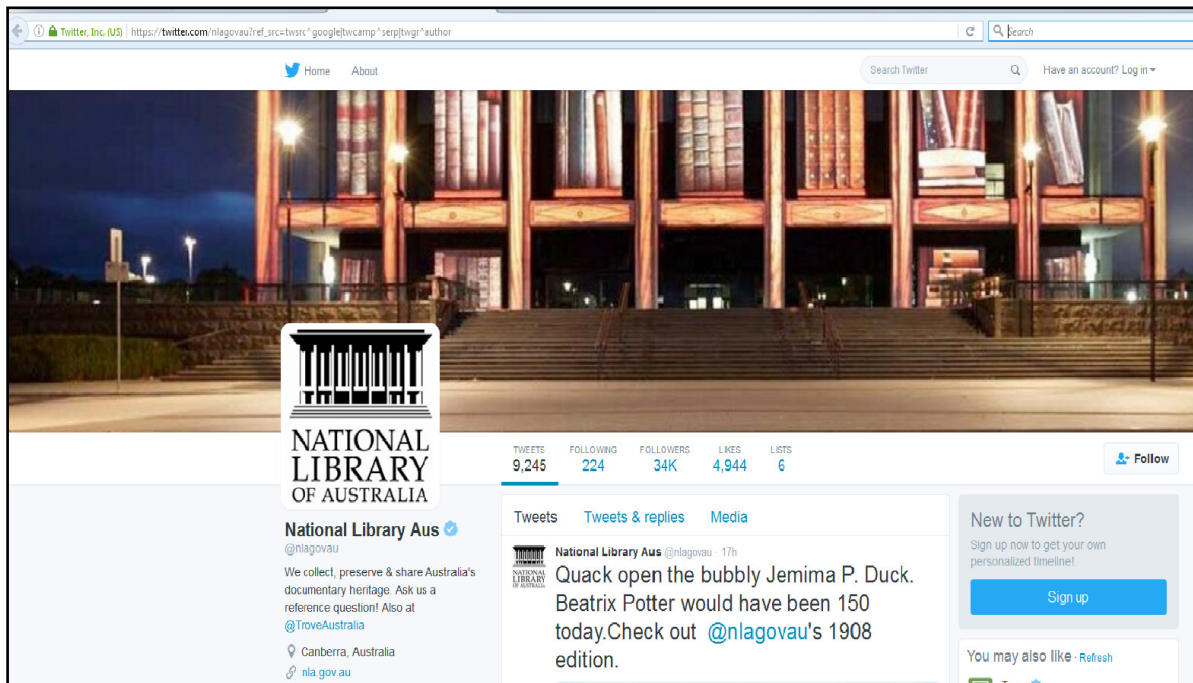 Twitter, Inc. (US) https://twitter.com/nlagovau?ref_src=twsrc^google|twcamp^serp|twgr^author
Search
Home About
Search Twitter
Have an account? Log in
NATIONAL
LIBRARY
OF AUSTRALIA
TWEETS FOLLOWING FOLLOWERS LIKES LISTS
9,245 224 34K 4,944 6
Follow
National Library Aus
@nlagovau
We collect, preserve & share Australia's
documentary heritage. Ask us a
reference question! Also at
@TroveAustralia
Canberra, Australia
nla.gov.au
Tweets Tweets & replies Media
NATIONAL
LIBRARY
OF AUSTRALIA
National Library Aus @nlagovau · 17h
Quack open the bubbly Jemima P. Duck.
Beatrix Potter would have been 150
today.Check out @nlagovau's 1908
edition.
New to Twitter?
Sign up now to get your own
personalized timeline!
Sign up
You may also like · Refresh